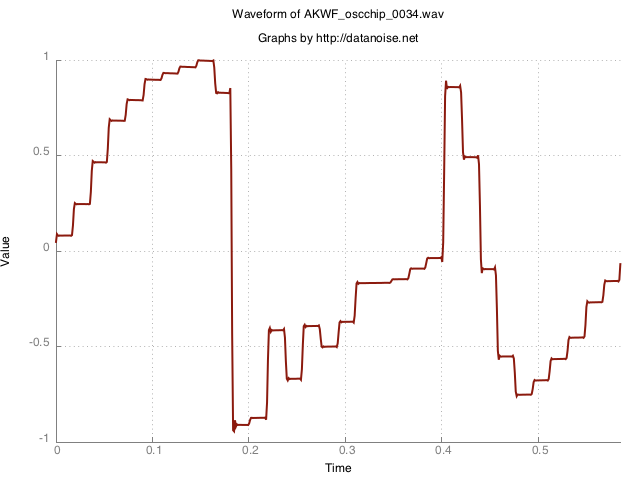 Waveform of AKWF_oscchip_0034.wav
Graphs by http://datanoise.net
1
0.5
0
-0.5
-1
Value
0 0.1 0.2 0.3 0.4 0.5
Time